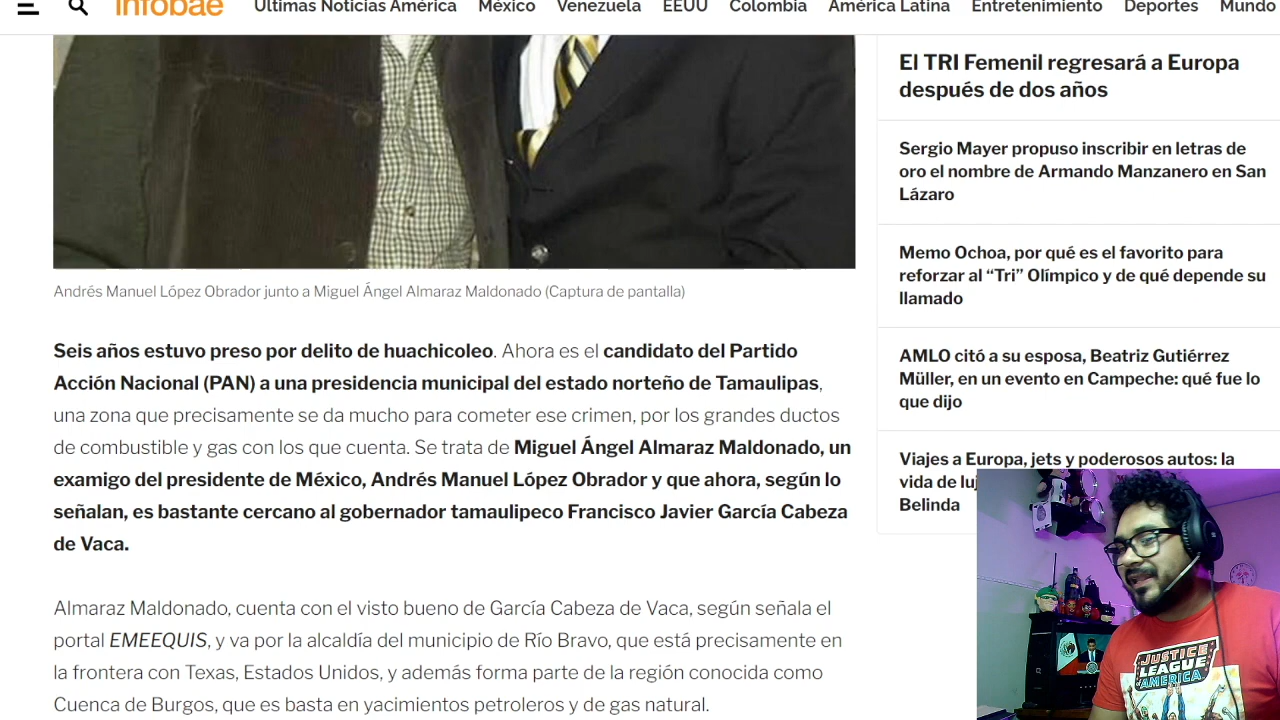 infobae
Últimas Noticias América
México
Venezuela
EEUU
Colombia
América Latina
Entretenimiento
Deportes
Mundo
Andrés Manuel López Obrador junto a Miguel Ángel Almaraz Maldonado (Captura de pantalla)
Seis años estuvo preso por delito de huachicoleo. Ahora es el candidato del Partido
Acción Nacional (PAN) a una presidencia municipal del estado norteño de Tamaulipas,
una zona que precisamente se da mucho para cometer ese crimen, por los grandes ductos
de combustible y gas con los que cuenta. Se trata de Miguel Ángel Almaraz Maldonado, un
examigo del presidente de México, Andrés Manuel López Obrador y que ahora, según lo
señalan, es bastante cercano al gobernador tamaulipeco Francisco Javier García Cabeza
de Vaca.
Almaraz Maldonado, cuenta con el visto bueno de García Cabeza de Vaca, según señala el
portal EMEEQUIS, y va por la alcaldía del municipio de Río Bravo, que está precisamente en
la frontera con Texas, Estados Unidos, y además forma parte de la región conocida como
Cuenca de Burgos, que es basta en yacimientos petroleros y de gas natural.
El TRI Femenil regresará a Europa
después de dos años
Sergio Mayer propuso inscribir en letras de
oro el nombre de Armando Manzanero en San
Lázaro
Memo Ochoa, por qué es el favorito para
reforzar al “Tri” Olímpico y de qué depende su
llamado
AMLO citó a su esposa, Beatriz Gutiérrez
Müller, en un evento en Campeche: qué fue lo
que dijo
Viajes a Europa, jets y poderosos autos: la
vida de
Belinda
JUSTICE
LEAGUE
of AMERICA